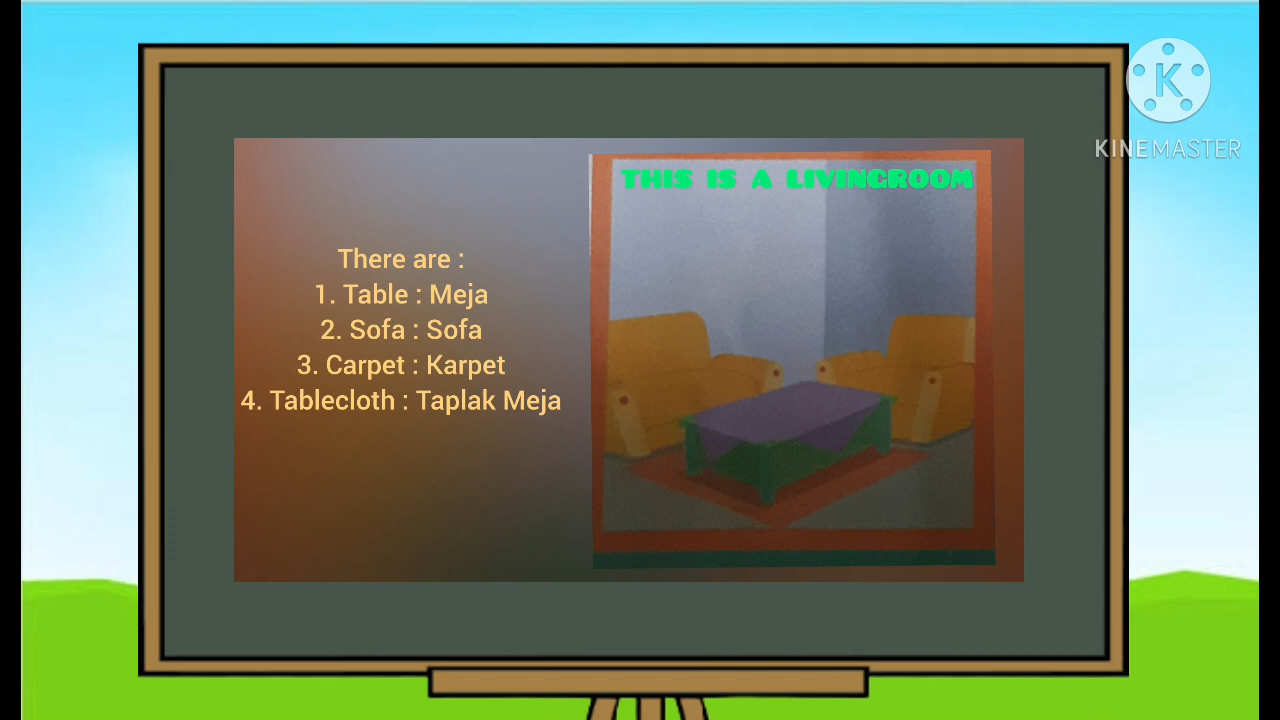 THIS IS A LIVINGROOM
There are :
1. Table : Meja
2. Sofa : Sofa
3. Carpet : Karpet
4. Tablecloth : Taplak Meja
K
KINEMASTER